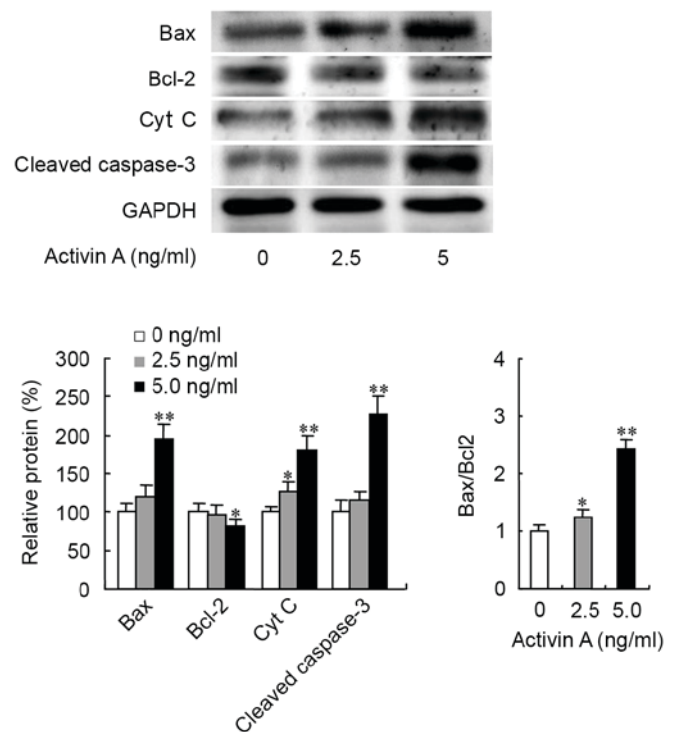 Bax
Bcl-2
Cyt C
Cleaved caspase-3
GAPDH
Activin A (ng/ml) 0 2.5 5
0 ng/ml
2.5 ng/ml
5.0 ng/ml
Relative protein (%)
300
250
200
150
100
50
0
**
*
*
**
**
Bax
Bcl-2
Cyt C
Cleaved caspase-3
Bax/Bcl2
4
3
2
1
0
*
**
0 2.5 5.0
Activin A (ng/ml)